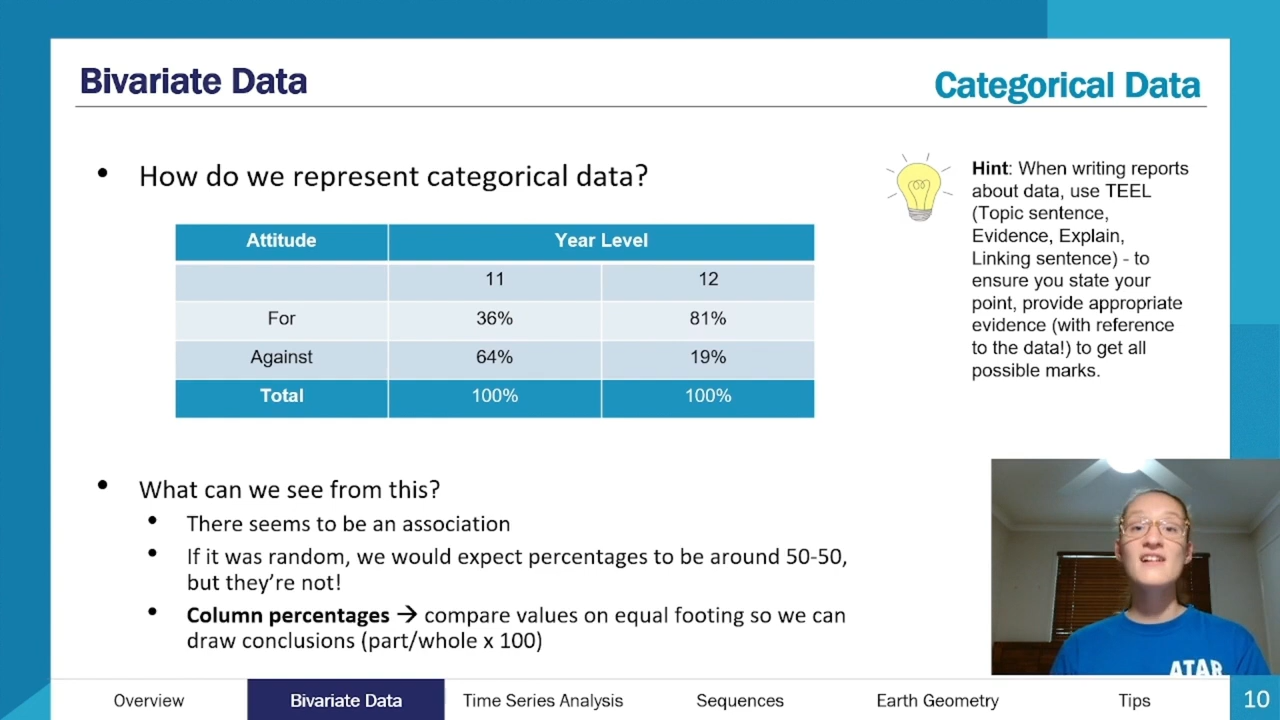 Bivariate Data
Categorical Data
• How do we represent categorical data?
Attitude Year Level
11 12
For 36% 81%
Against 64% 19%
Total 100% 100%
Hint: When writing reports
about data, use TEEL
(Topic sentence,
Evidence, Explain,
Linking sentence) - to
ensure you state your
point, provide appropriate
evidence (with reference
to the data!) to get all
possible marks.
• What can we see from this?
• There seems to be an association
• If it was random, we would expect percentages to be around 50-50,
but they’re not!
• Column percentages → compare values on equal footing so we can
draw conclusions (part/whole x 100)
ATAR
Overview Bivariate Data Time Series Analysis Sequences Earth Geometry Tips 10